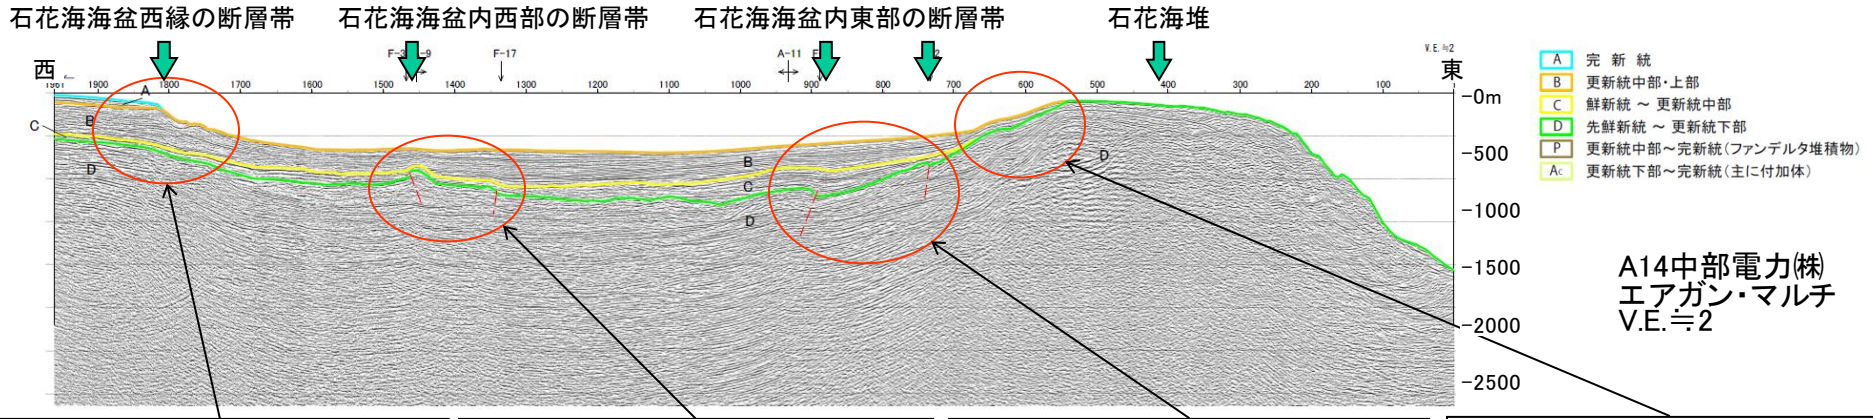 石花海海盆西縁の断層帯 石花海海盆内西部の断層帯 石花海海盆内東部の断層帯 石花海堆
F-17 A-11 V.E.≒2
西 東
1961 1900 1800 1700 1600 1500 1400 1300 1200 1100 1000 900 800 700 600 500 400 300 200 100
A
B
C
D
B
C
D
D
-0m
-500
-1000
-1500
-2000
-2500
A 完新統
B 更新統中部・上部
C 鮮新統 ～ 更新統中部
D 先鮮新統 ～ 更新統下部
P 更新統中部～完新統(ファンデルタ堆積物)
Ac 更新統下部～完新統(主に付加体)
A14中部電力㈱
エアガン・マルチ
V.E.≒2